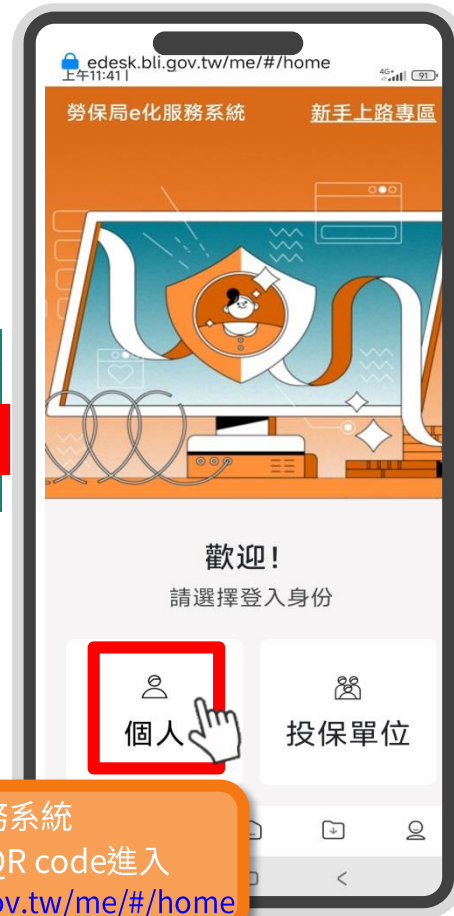 edesk.bli.gov.tw/me/#/home
上午11:41 |
4G+
91
勞保局e化服務系統
新手上路專區
歡迎!
請選擇登入身份
個人
投保單位
務系統
QR code進入
ov.tw/me/#/home